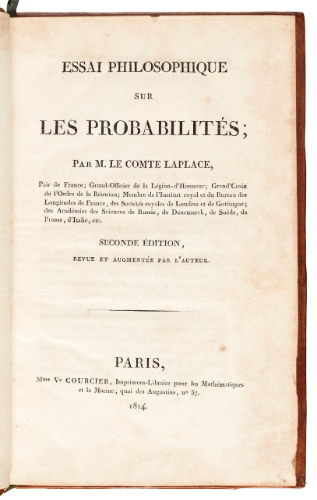 ESSAI PHILOSOPHIQUE
SUR
LES PROBABILITÉS;
PAR M. LE COMTE LAPLACE,
Pair de France; Grand-Officier de la Légion-d'Honneur; Grand'Croix
de l'Ordre de la Réunion; Membre de l'Institut royal et du Bureau des
Longitudes de France; des Sociétés royales de Londres et de Gottingue;
des Académies des Sciences de Russie, de Danemarck, de Suède, de
Prusse, d'Italie, etc.
SECONDE ÉDITION,
REVUE ET AUGMENTÉE PAR L'AUTEUR.
PARIS,
Mme Ve COURCIER, Imprimeur-Libraire pour les Mathématiques
et la Marine, quai des Augustins, n° 57.
1814.